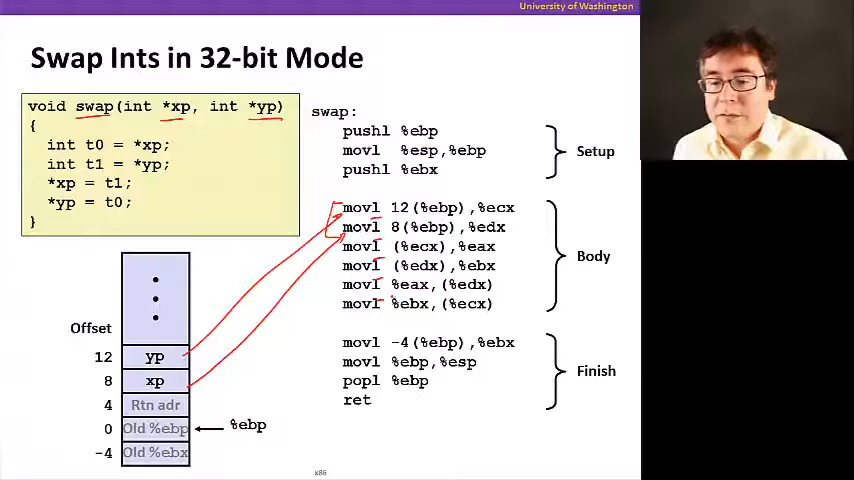 University of Washington
Swap Ints in 32-bit Mode
void swap(int *xp, int *yp)
{
int t0 = *xp;
int t1 = *yp;
*xp = t1;
*yp = t0;
}
swap:
pushl %ebp
movl %esp,%ebp
pushl %ebx
Setup
movl 12(%ebp),%ecx
movl 8(%ebp),%edx
movl (%ecx),%eax
movl (%edx),%ebx
movl %eax,(%edx)
movl %ebx,(%ecx)
Body
movl -4(%ebp),%ebx
movl %ebp,%esp
popl %ebp
ret
Finish
Offset
12 yp
8 xp
4 Rtn adr
0 Old %ebp %ebp
-4 Old %ebx
x86